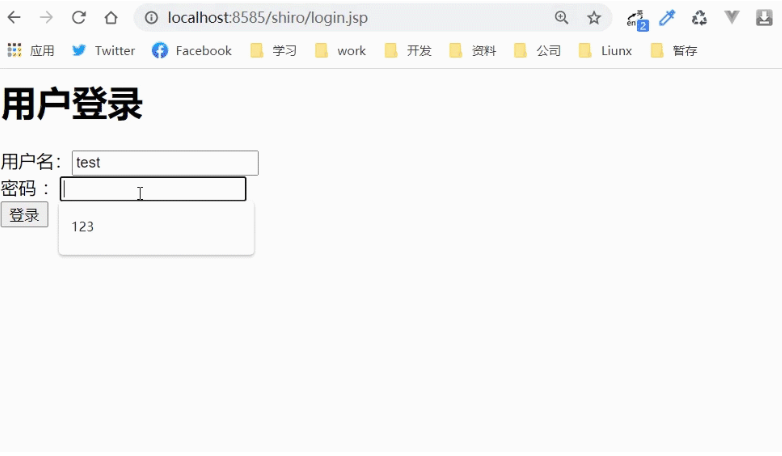 localhost:8585/shiro/login.jsp
应用 Twitter Facebook 学习 work 开发 资料 公司 Liunx 暂存
用户登录
用户名: test
密码 :
登录
123